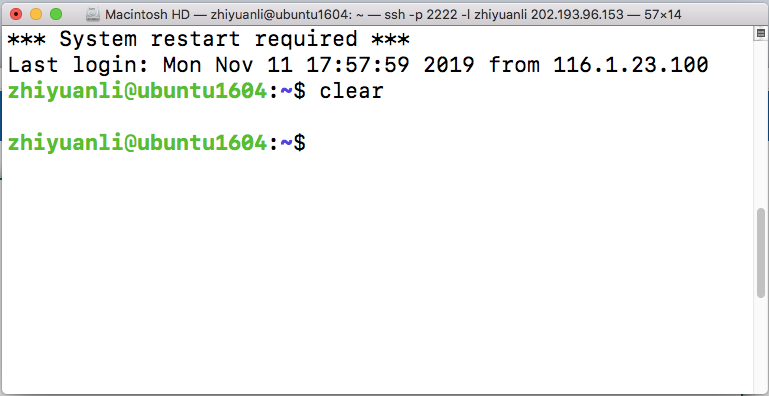 Macintosh HD — zhiyuanli@ubuntu1604: ~ — ssh -p 2222 -l zhiyuanli 202.193.96.153 — 57×14
*** System restart required ***
Last login: Mon Nov 11 17:57:59 2019 from 116.1.23.100
zhiyuanli@ubuntu1604:~$ clear
zhiyuanli@ubuntu1604:~$